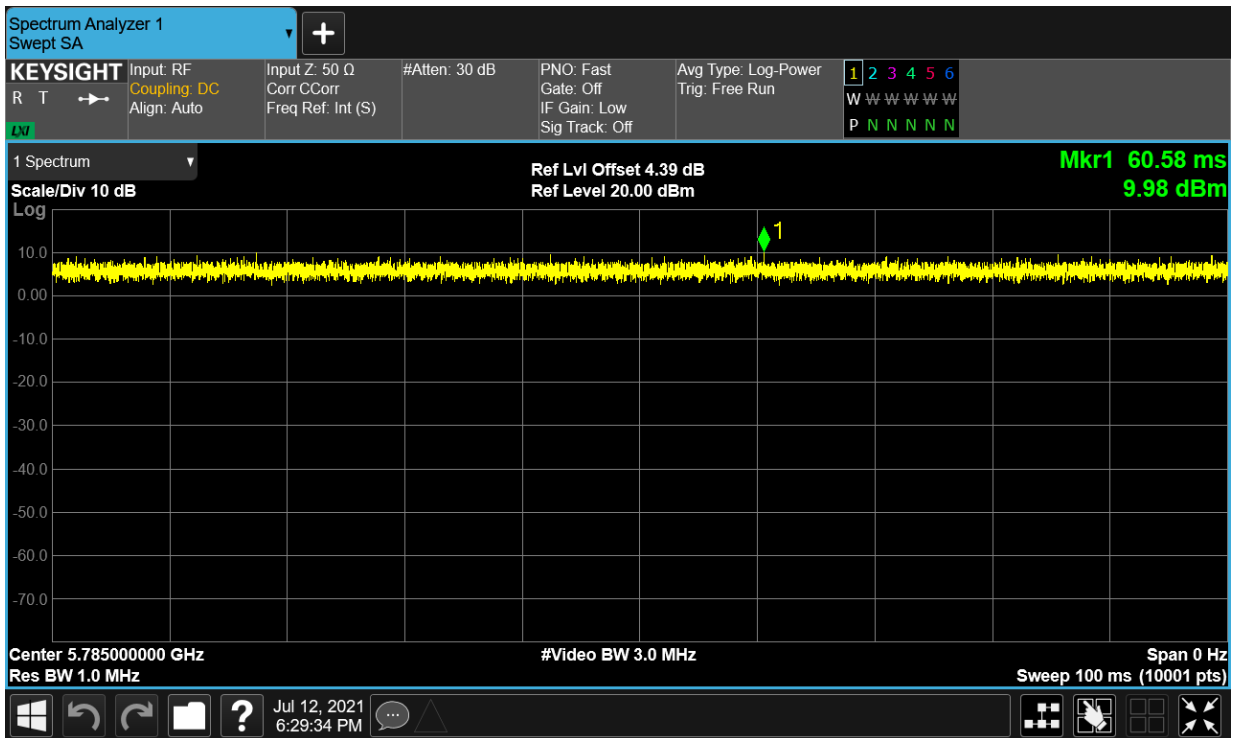 Spectrum Analyzer 1
Swept SA
KEYSIGHT
R T
LXI
Input: RF
Coupling: DC
Align: Auto
Input Z: 50 Ω
Corr CCorr
Freq Ref: Int (S)
#Atten: 30 dB
PNO: Fast
Gate: Off
IF Gain: Low
Sig Track: Off
Avg Type: Log-Power
Trig: Free Run
1 2 3 4 5 6
W W W W W W
P N N N N N
1 Spectrum
Scale/Div 10 dB
Log
Ref Lvl Offset 4.39 dB
Ref Level 20.00 dBm
Mkr1 60.58 ms
9.98 dBm
1
10.0
0.00
-10.0
-20.0
-30.0
-40.0
-50.0
-60.0
-70.0
Center 5.785000000 GHz
Res BW 1.0 MHz
#Video BW 3.0 MHz
Span 0 Hz
Sweep 100 ms (10001 pts)
?
Jul 12, 2021
6:29:34 PM